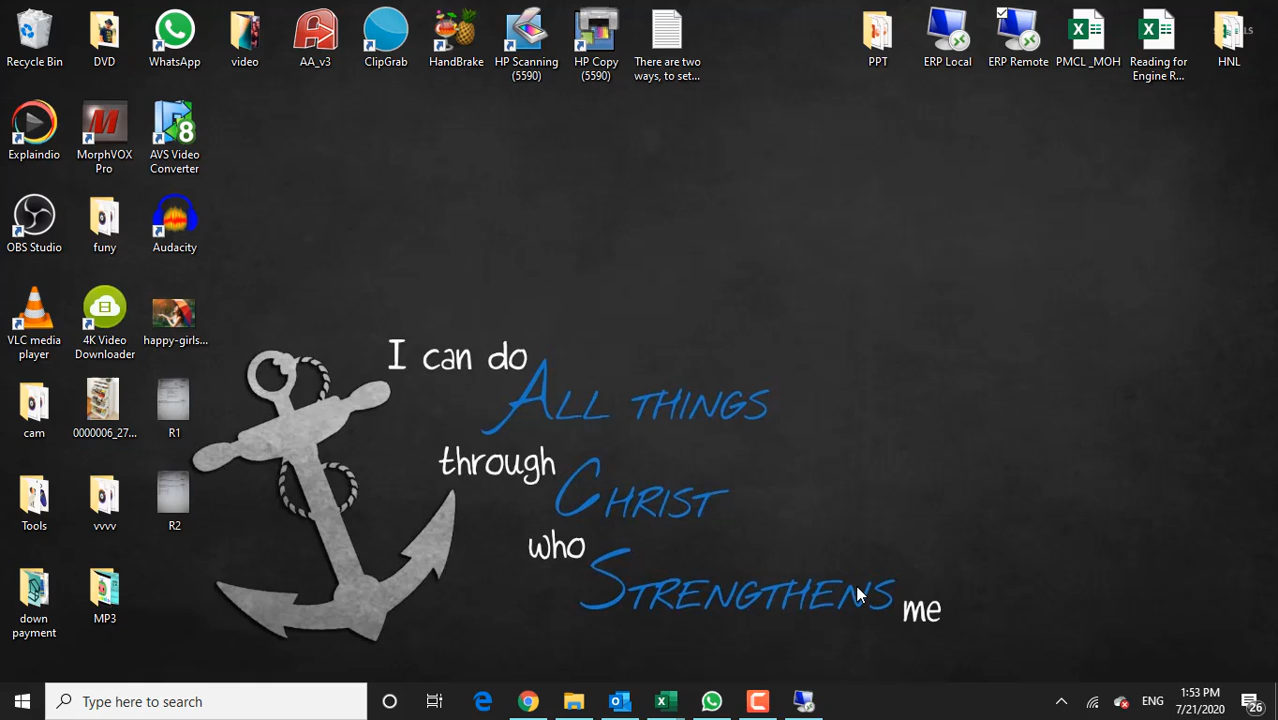 Recycle Bin
DVD
WhatsApp
video
AA_v3
ClipGrab
HandBrake
HP Scanning
(5590)
HP Copy
(5590)
There are two
ways, to set...
PPT
ERP Local
ERP Remote
PMCL _MOH
Reading for
Engine R...
HNL
Explaindio
MorphVOX
Pro
AVS Video
Converter
OBS Studio
funy
Audacity
VLC media
player
4K Video
Downloader
happy-girls...
cam
0000006_27...
R1
Tools
vvvv
R2
down
payment
MP3
I can do
ALL THINGS
through
CHRIST
who
STRENGTHENS
me
Type here to search
ENG
1:53 PM
7/21/2020
26